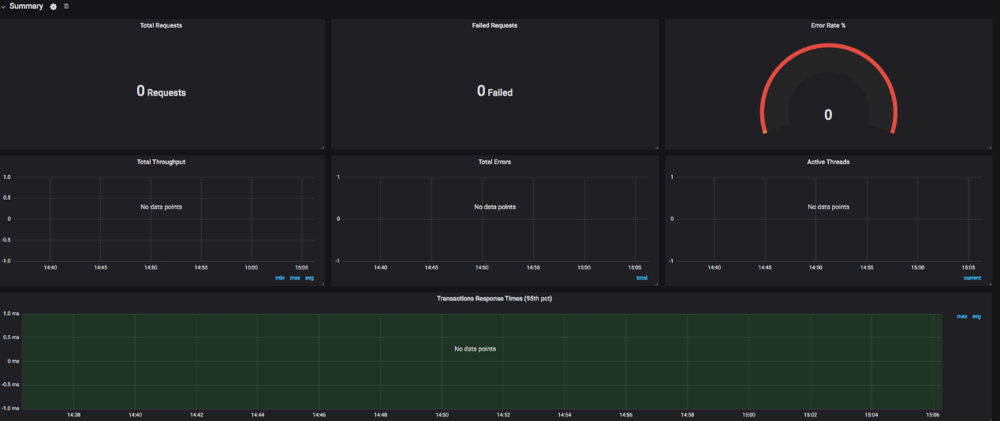 Summary
Total Requests
Failed Requests
Error Rate %
0 Requests
0 Failed
0
Total Throughput
Total Errors
Active Threads
1.0
0.5
0
-0.5
-1.0
No data points
14:40 14:45 14:50 14:55 15:00 15:05
min max avg
1
0
-1
No data points
14:40 14:45 14:50 14:55 15:00 15:05
total
1
0
-1
No data points
14:40 14:45 14:50 14:55 15:00 15:05
current
Transactions Response Times (95th pct)
1.0 ms
0.5 ms
0 ms
-0.5 ms
-1.0 ms
No data points
max avg
14:38 14:40 14:42 14:44 14:46 14:48 14:50 14:52 14:54 14:56 14:58 15:00 15:02 15:04 15:06